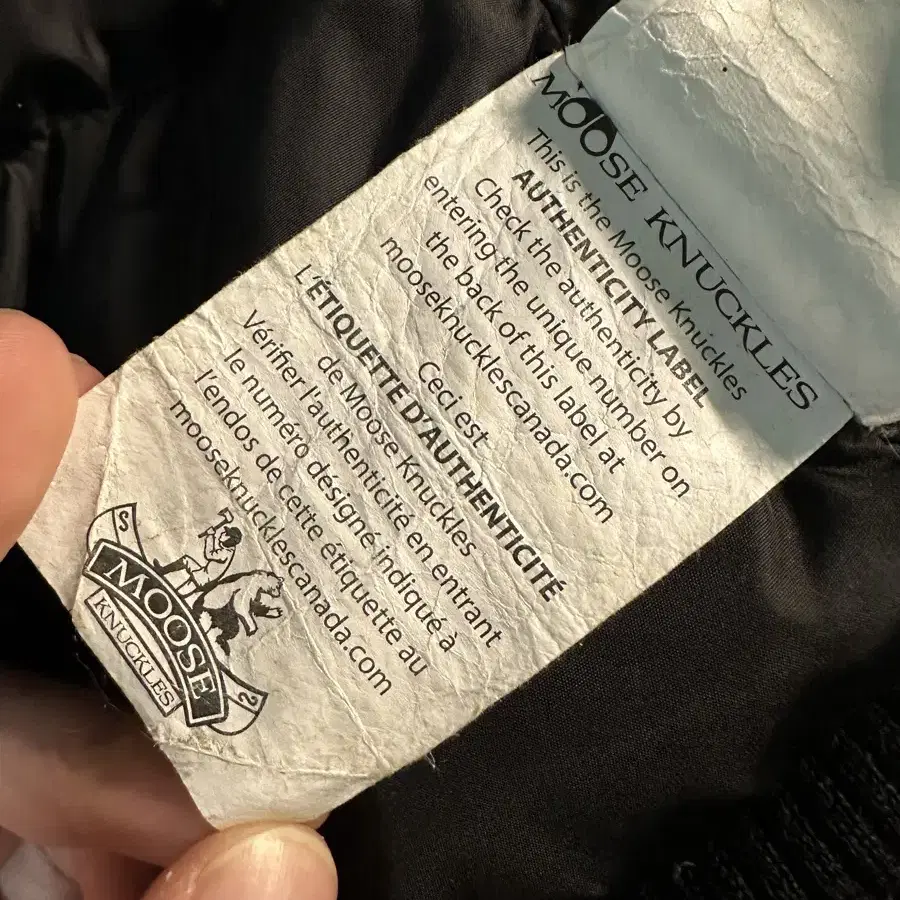 MOOSE KNUCKLES
This is the Moose Knuckles
AUTHENTICITY LABEL
Check the authenticity by
entering the unique number on
the back of this label at
mooseknucklescanada.com
Ceci est
L'ÉTIQUETTE D'AUTHENTICITÉ
de Moose Knuckles
Vérifier l'authenticité en entrant
le numéro désigné indiqué à
l'endos de cette étiquette au
mooseknucklescanada.com
MOOSE
KNUCKLES